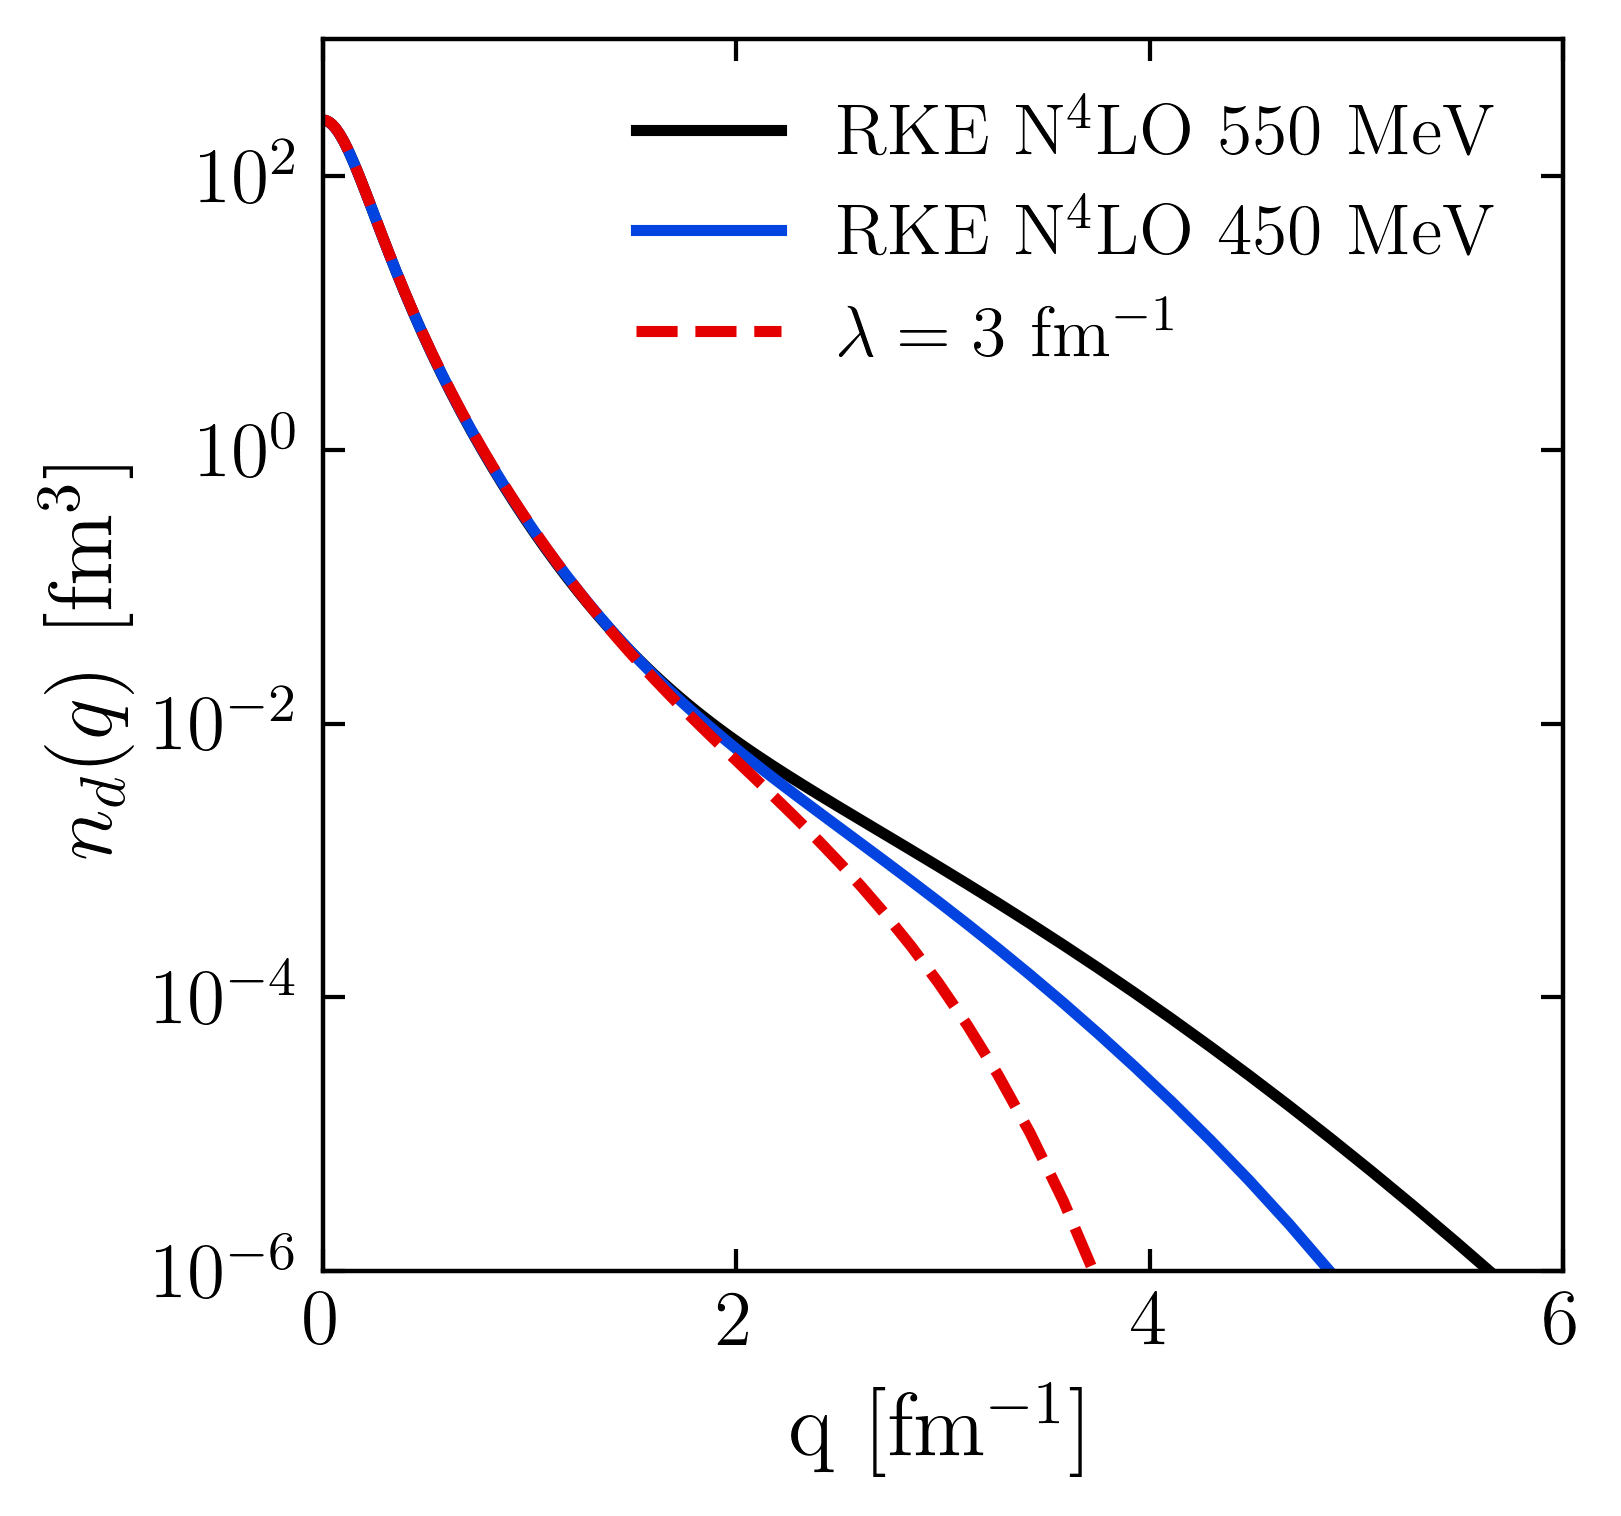 RKE N⁴LO 550 MeV
RKE N⁴LO 450 MeV
λ = 3 fm⁻¹
n_d(q) [fm³]
10²
10⁰
10⁻²
10⁻⁴
10⁻⁶
0 2 4 6
q [fm⁻¹]